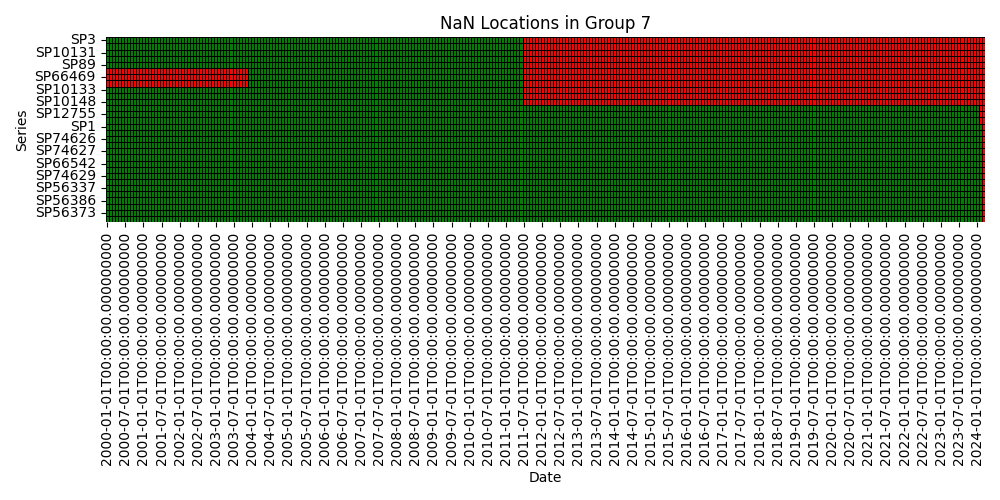 NaN Locations in Group 7
SP3
SP10131
SP89
SP66469
SP10133
SP10148
SP12755
SP1
SP74626
SP74627
SP66542
SP74629
SP56337
SP56386
SP56373
Series
2000-01-01T00:00:00.000000000
2000-07-01T00:00:00.000000000
2001-01-01T00:00:00.000000000
2001-07-01T00:00:00.000000000
2002-01-01T00:00:00.000000000
2002-07-01T00:00:00.000000000
2003-01-01T00:00:00.000000000
2003-07-01T00:00:00.000000000
2004-01-01T00:00:00.000000000
2004-07-01T00:00:00.000000000
2005-01-01T00:00:00.000000000
2005-07-01T00:00:00.000000000
2006-01-01T00:00:00.000000000
2006-07-01T00:00:00.000000000
2007-01-01T00:00:00.000000000
2007-07-01T00:00:00.000000000
2008-01-01T00:00:00.000000000
2008-07-01T00:00:00.000000000
2009-01-01T00:00:00.000000000
2009-07-01T00:00:00.000000000
2010-01-01T00:00:00.000000000
2010-07-01T00:00:00.000000000
2011-01-01T00:00:00.000000000
2011-07-01T00:00:00.000000000
2012-01-01T00:00:00.000000000
2012-07-01T00:00:00.000000000
2013-01-01T00:00:00.000000000
2013-07-01T00:00:00.000000000
2014-01-01T00:00:00.000000000
2014-07-01T00:00:00.000000000
2015-01-01T00:00:00.000000000
2015-07-01T00:00:00.000000000
2016-01-01T00:00:00.000000000
2016-07-01T00:00:00.000000000
2017-01-01T00:00:00.000000000
2017-07-01T00:00:00.000000000
2018-01-01T00:00:00.000000000
2018-07-01T00:00:00.000000000
2019-01-01T00:00:00.000000000
2019-07-01T00:00:00.000000000
2020-01-01T00:00:00.000000000
2020-07-01T00:00:00.000000000
2021-01-01T00:00:00.000000000
2021-07-01T00:00:00.000000000
2022-01-01T00:00:00.000000000
2022-07-01T00:00:00.000000000
2023-01-01T00:00:00.000000000
2023-07-01T00:00:00.000000000
2024-01-01T00:00:00.000000000
Date